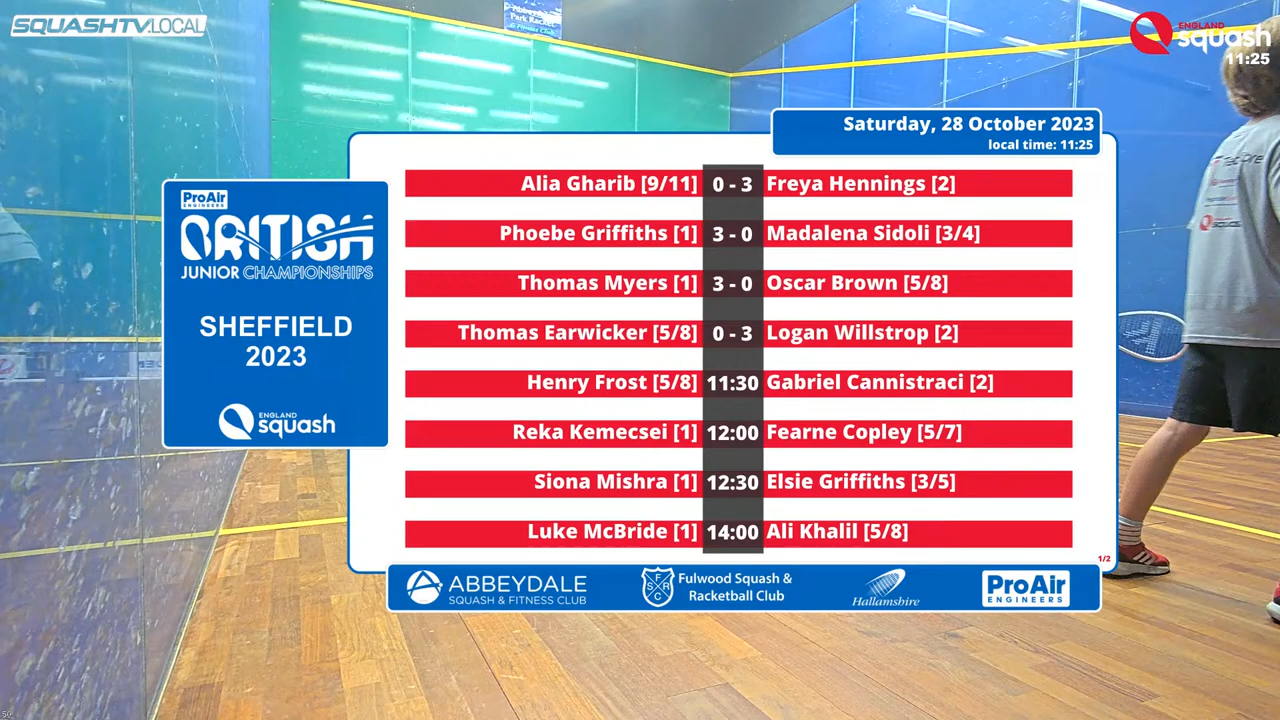 SQUASHTV.LOCAL
Abbeydale
Park Racket
& Fitness Club
ENGLAND
squash
11:25
Saturday, 28 October 2023
local time: 11:25
ProAir
ENGINEERS
BRITISH
JUNIOR CHAMPIONSHIPS
SHEFFIELD
2023
ENGLAND
squash
Alia Gharib [9/11] 0 - 3 Freya Hennings [2]
Phoebe Griffiths [1] 3 - 0 Madalena Sidoli [3/4]
Thomas Myers [1] 3 - 0 Oscar Brown [5/8]
Thomas Earwicker [5/8] 0 - 3 Logan Willstrop [2]
Henry Frost [5/8] 11:30 Gabriel Cannistraci [2]
Reka Kemecsei [1] 12:00 Fearne Copley [5/7]
Siona Mishra [1] 12:30 Elsie Griffiths [3/5]
Luke McBride [1] 14:00 Ali Khalil [5/8]
1/2
ABBEYDALE
SQUASH & FITNESS CLUB
F
S R
C
Fulwood Squash &
Racketball Club
Hallamshire
ProAir
ENGINEERS